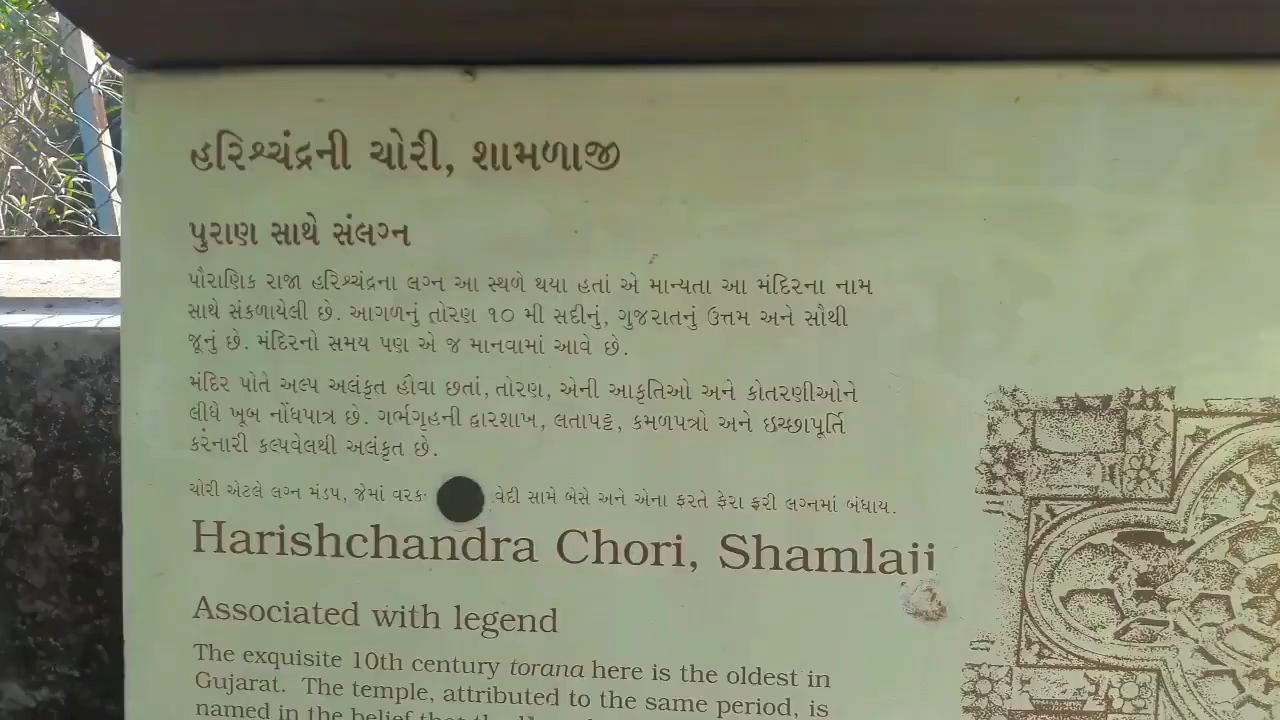 હરિશ્ચંદ્રની ચોરી, શામળાજી
પુરાણ સાથે સંલગ્ન
પૌરાણિક રાજા હરિશ્ચંદ્રના લગ્ન આ સ્થળે થયા હતાં એ માન્યતા આ મંદિરના નામ
સાથે સંકળાયેલી છે. આગળનું તોરણ ૧૦ મી સદીનું, ગુજરાતનું ઉત્તમ અને સૌથી
જૂનું છે. મંદિરનો સમય પણ એ જ માનવામાં આવે છે.
મંદિર પોતે અલ્પ અલંકૃત હોવા છતાં, તોરણ, એની આકૃતિઓ અને કોતરણીઓને
લીધે ખૂબ નોંધપાત્ર છે. ગર્ભગૃહની દ્વારશાખ, લતાપટ્ટ, કમળપત્રો અને ઇચ્છાપૂર્તિ
કરનારી કલ્પવેલથી અલંકૃત છે.
ચોરી એટલે લગ્ન મંડપ, જેમાં વેદી સામે બેસે અને એના ફરતે ફેરા ફરી લગ્નમાં બંધાય.
Harishchandra Chori, Shamlaji
Associated with legend
The exquisite 10th century torana here is the oldest in
Gujarat. The temple, attributed to the same period, is
named in the belief that the